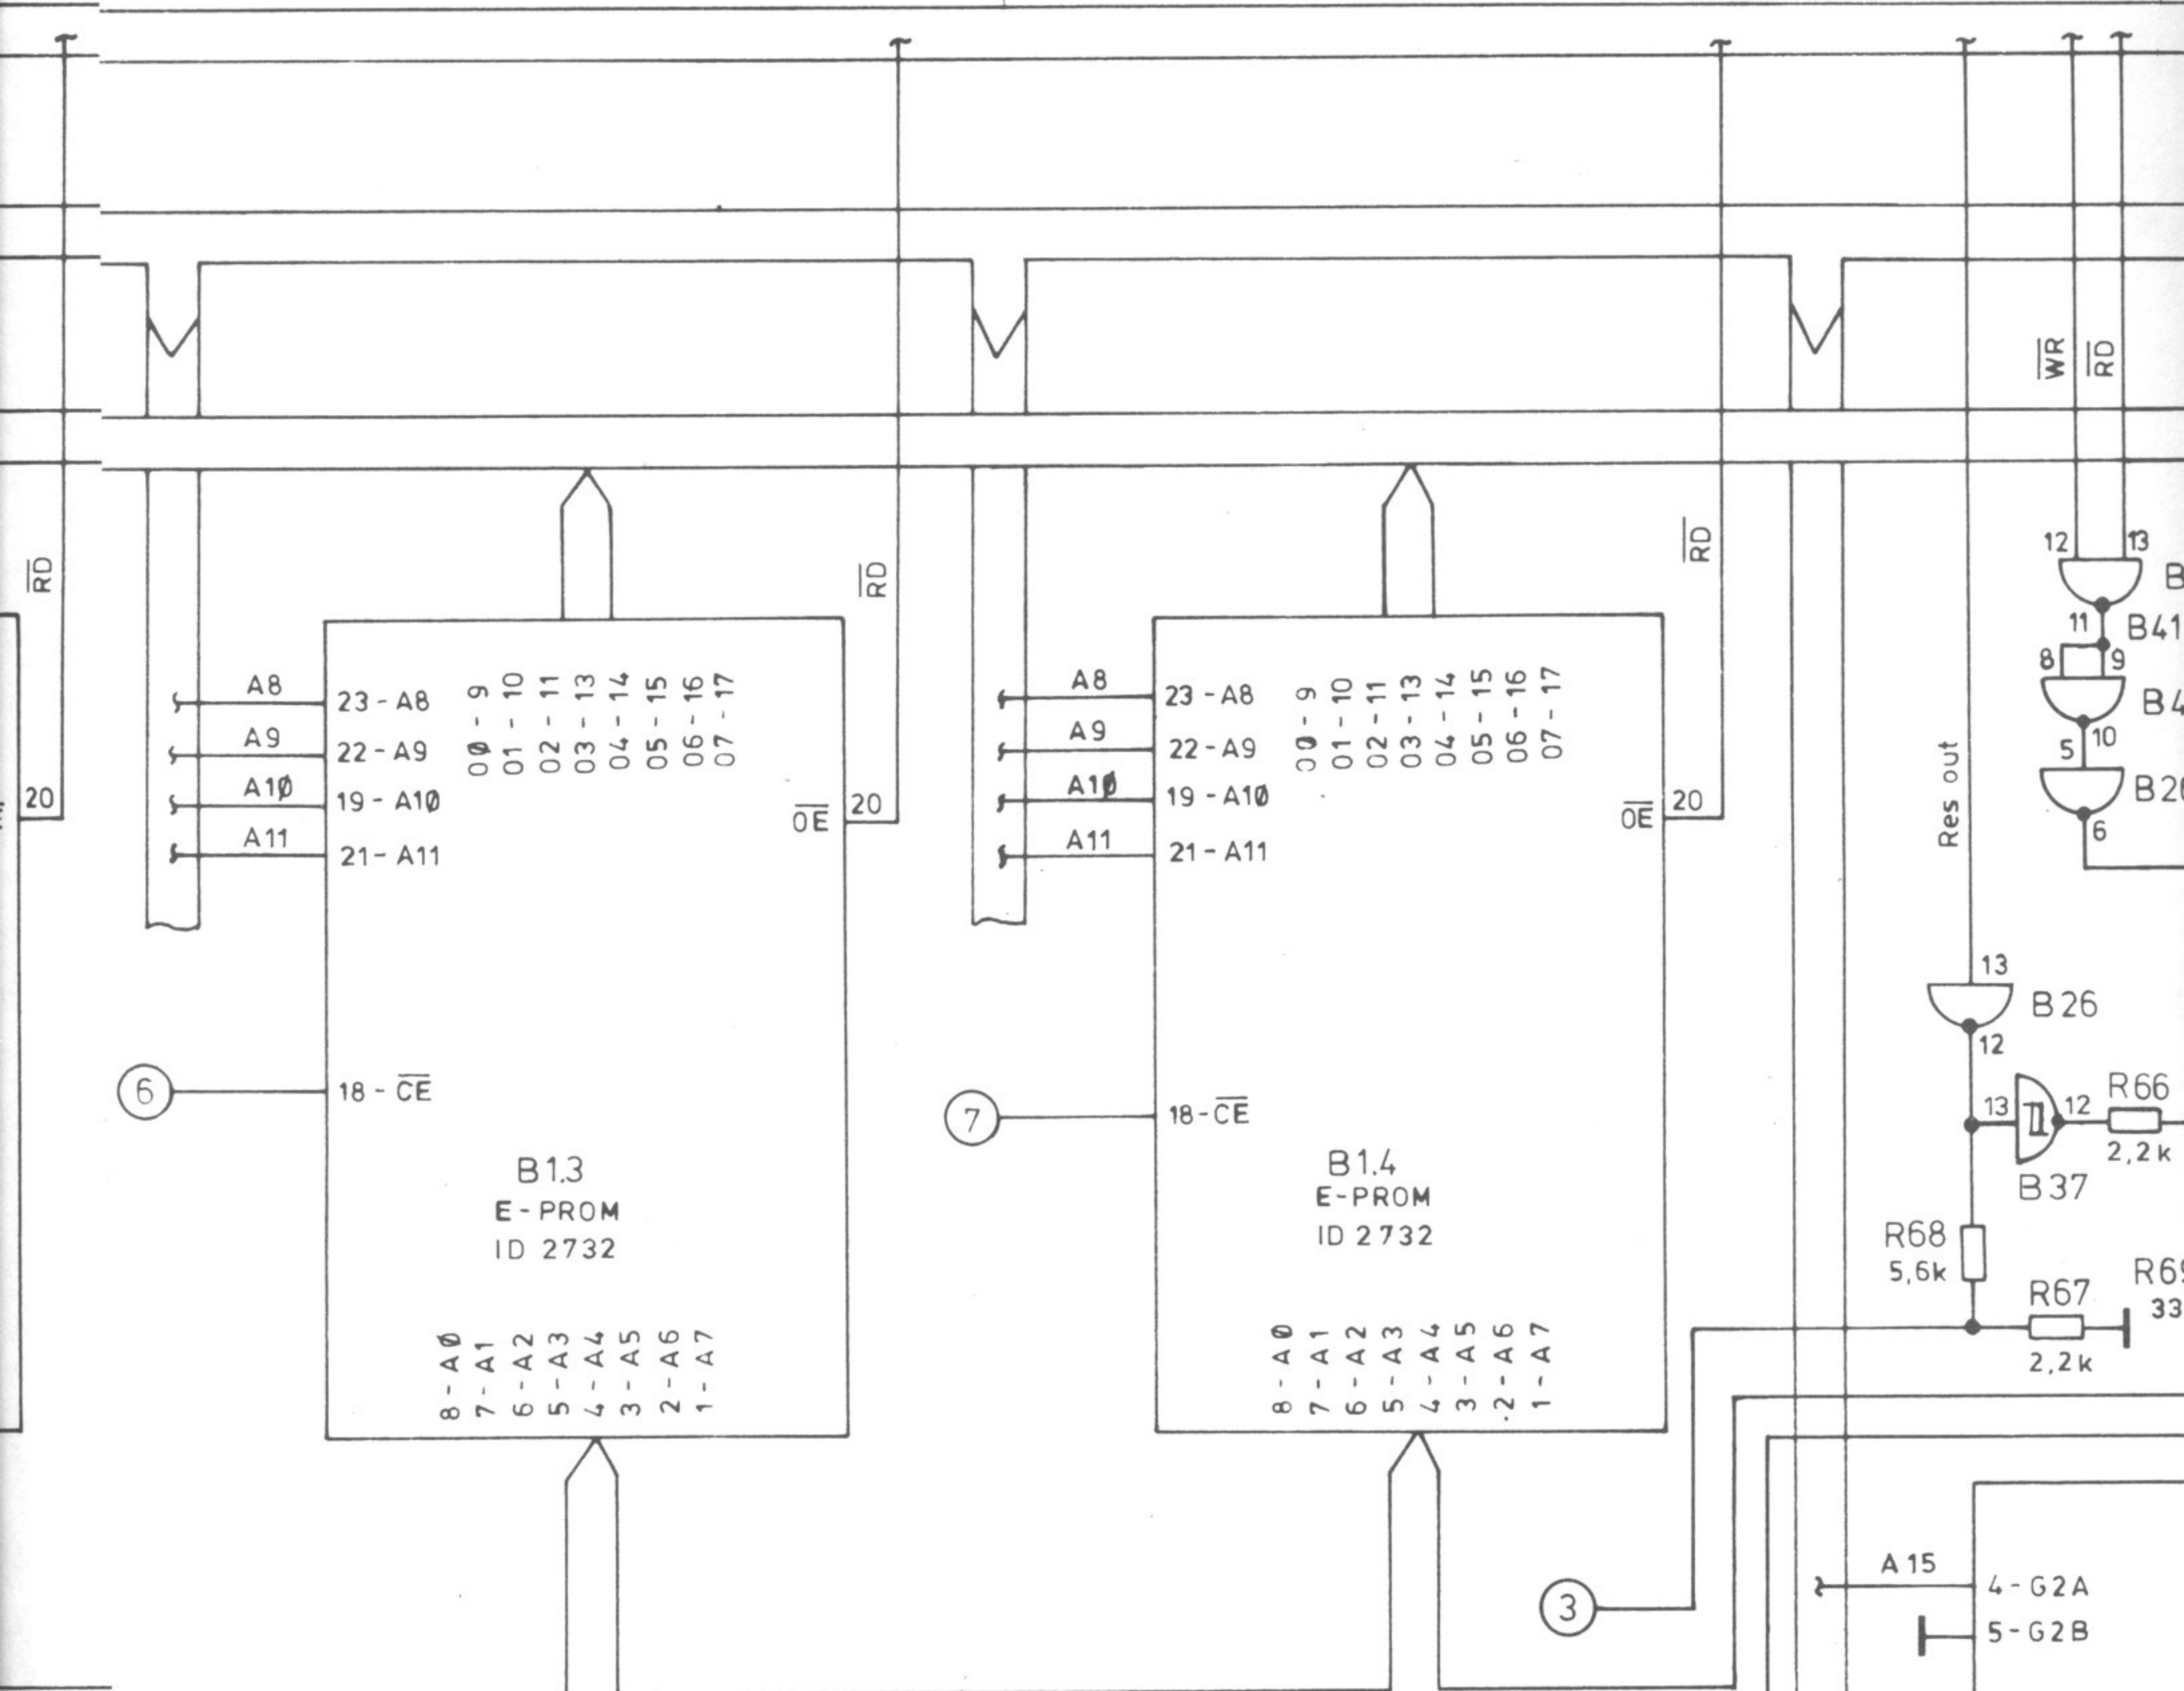 WR
RD
RD
RD
RD
12
13
11
B41
8
9
10
5
6
20
A8
A9
A10
A11
23 - A8
22 - A9
19 - A10
21 - A11
00 - 9
01 - 10
02 - 11
03 - 13
04 - 14
05 - 15
06 - 16
07 - 17
OE
20
6
18 - CE
B1.3
E - PROM
ID 2732
8 - A0
7 - A1
6 - A2
5 - A3
4 - A4
3 - A5
2 - A6
1 - A7
A8
A9
A10
A11
23 - A8
22 - A9
19 - A10
21 - A11
00 - 9
01 - 10
02 - 11
03 - 13
04 - 14
05 - 15
06 - 16
07 - 17
OE
20
7
18 - CE
B1.4
E - PROM
ID 2732
8 - A0
7 - A1
6 - A2
5 - A3
4 - A4
3 - A5
2 - A6
1 - A7
Res out
13
B26
12
13
12
B37
R66
2,2k
R68
5,6k
R67
2,2k
3
A15
4 - G2A
5 - G2B